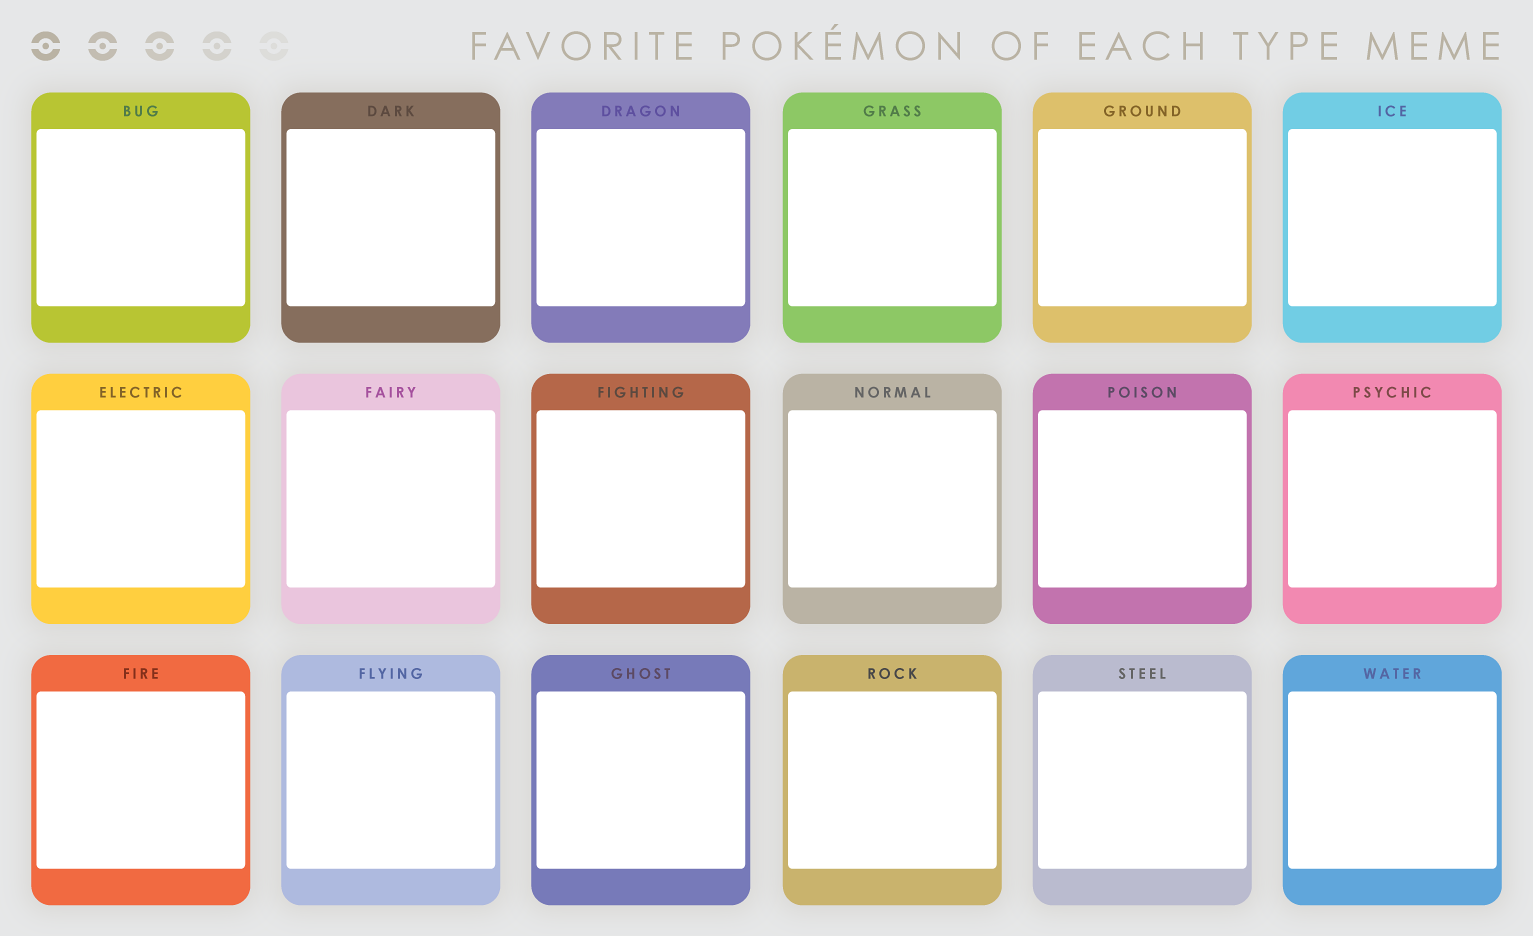 FAVORITE POKÉMON OF EACH TYPE MEME
BUG
DARK
DRAGON
GRASS
GROUND
ICE
ELECTRIC
FAIRY
FIGHTING
NORMAL
POISON
PSYCHIC
FIRE
FLYING
GHOST
ROCK
STEEL
WATER